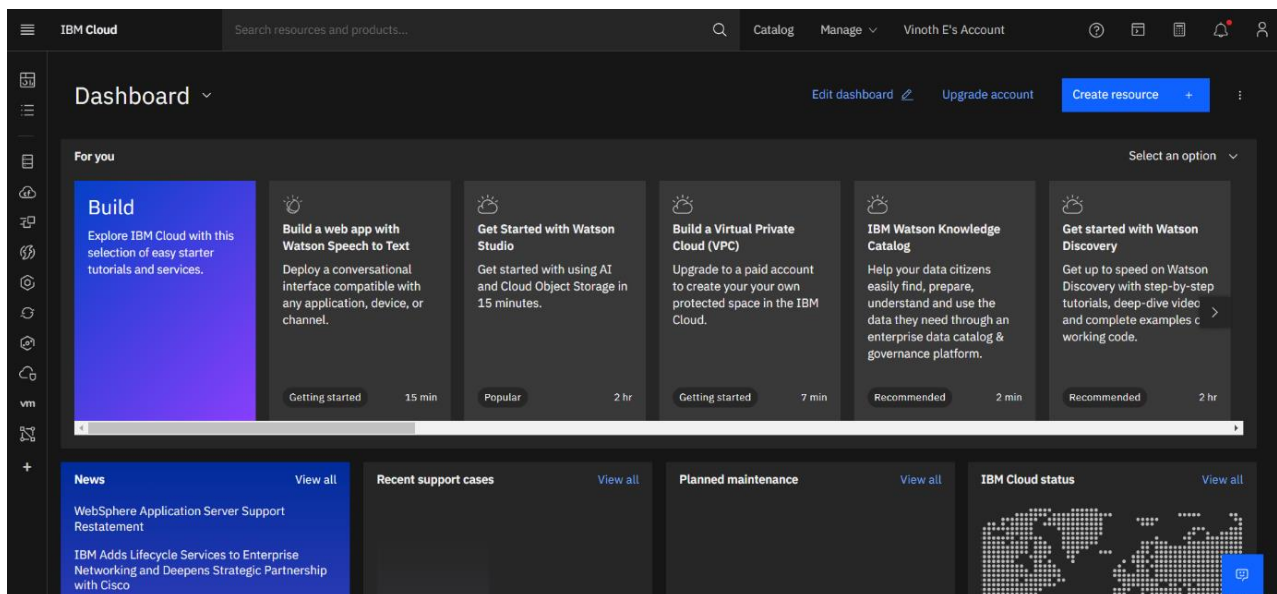 IBM Cloud
Search resources and products...
Catalog
Manage
Vinoth E's Account
Dashboard
Edit dashboard
Upgrade account
Create resource +
For you
Select an option
Build
Explore IBM Cloud with this
selection of easy starter
tutorials and services.
Build a web app with
Watson Speech to Text
Deploy a conversational
interface compatible with
any application, device, or
channel.
Getting started
15 min
Get Started with Watson
Studio
Get started with using AI
and Cloud Object Storage in
15 minutes.
Popular
2 hr
Build a Virtual Private
Cloud (VPC)
Upgrade to a paid account
to create your your own
protected space in the IBM
Cloud.
Getting started
7 min
IBM Watson Knowledge
Catalog
Help your data citizens
easily find, prepare,
understand and use the
data they need through an
enterprise data catalog &
governance platform.
Recommended
2 min
Get started with Watson
Discovery
Get up to speed on Watson
Discovery with step-by-step
tutorials, deep-dive video
and complete examples
working code.
Recommended
2 hr
vm
+
News
View all
WebSphere Application Server Support
Restatement
IBM Adds Lifecycle Services to Enterprise
Networking and Deepens Strategic Partnership
with Cisco
Recent support cases
View all
Planned maintenance
View all
IBM Cloud status
View all